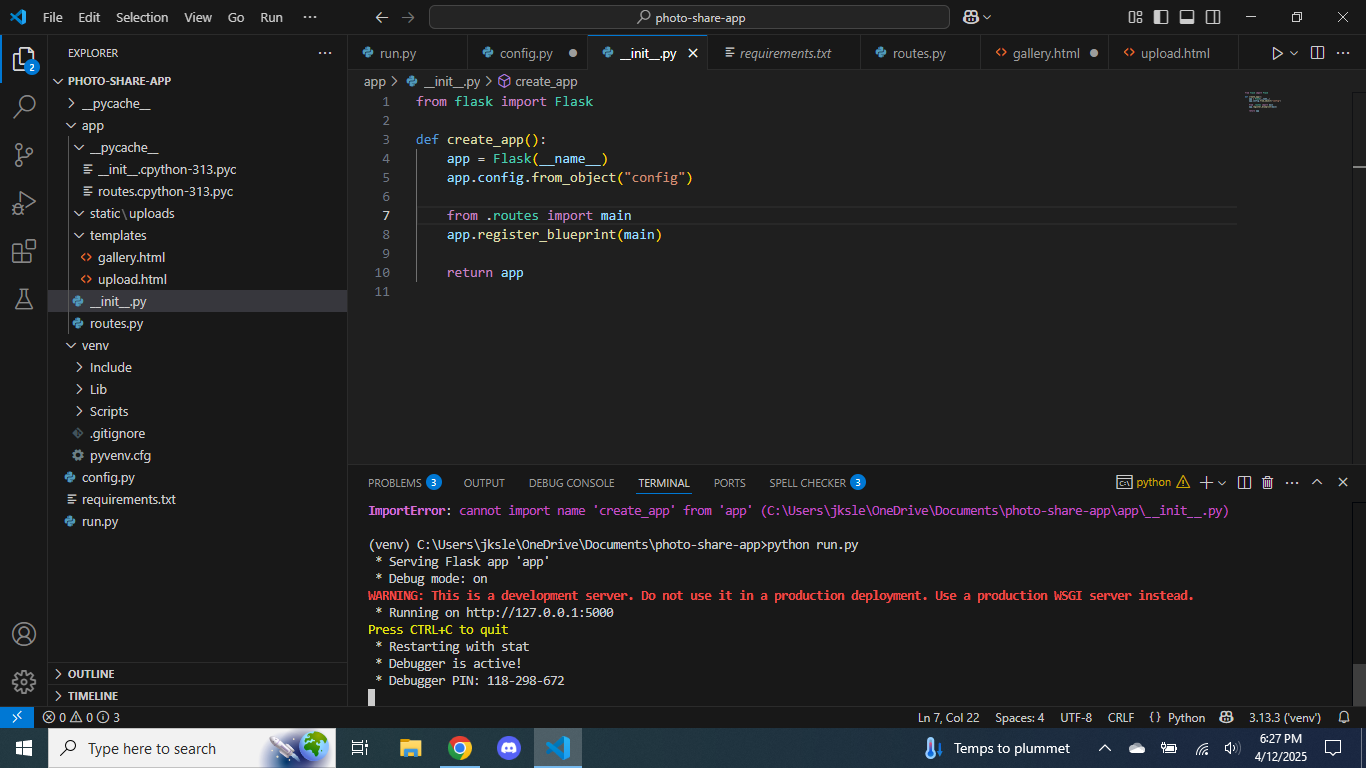 File Edit Selection View Go Run ··· photo-share-app
EXPLORER ···
run.py config.py __init__.py requirements.txt routes.py gallery.html upload.html ···
PHOTO-SHARE-APP
app > __init__.py > create_app
__pycache__
app
__pycache__
__init__.cpython-313.pyc
routes.cpython-313.pyc
static\uploads
templates
gallery.html
upload.html
__init__.py
routes.py
venv
Include
Lib
Scripts
.gitignore
pyvenv.cfg
config.py
requirements.txt
run.py
OUTLINE
TIMELINE
2
1 from flask import Flask
2
3 def create_app():
4 app = Flask(__name__)
5 app.config.from_object("config")
6
7 from .routes import main
8 app.register_blueprint(main)
9
10 return app
11
PROBLEMS 3 OUTPUT DEBUG CONSOLE TERMINAL PORTS SPELL CHECKER 3 python ···
ImportError: cannot import name 'create_app' from 'app' (C:\Users\jksle\OneDrive\Documents\photo-share-app\app\__init__.py)
(venv) C:\Users\jksle\OneDrive\Documents\photo-share-app>python run.py
* Serving Flask app 'app'
* Debug mode: on
WARNING: This is a development server. Do not use it in a production deployment. Use a production WSGI server instead.
* Running on http://127.0.0.1:5000
Press CTRL+C to quit
* Restarting with stat
* Debugger is active!
* Debugger PIN: 118-298-672
0 0 3 Ln 7, Col 22 Spaces: 4 UTF-8 CRLF {} Python 3.13.3 ('venv')
Type here to search Temps to plummet 6:27 PM
4/12/2025